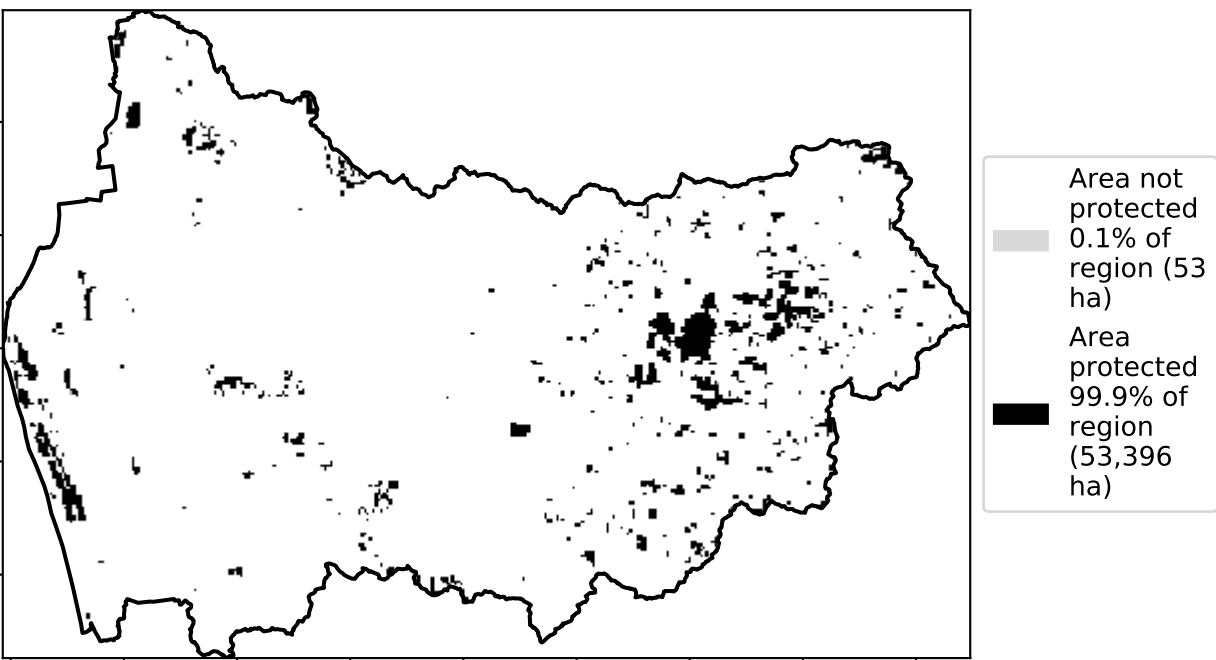 Area not
protected
0.1% of
region (53
ha)
Area
protected
99.9% of
region
(53,396
ha)